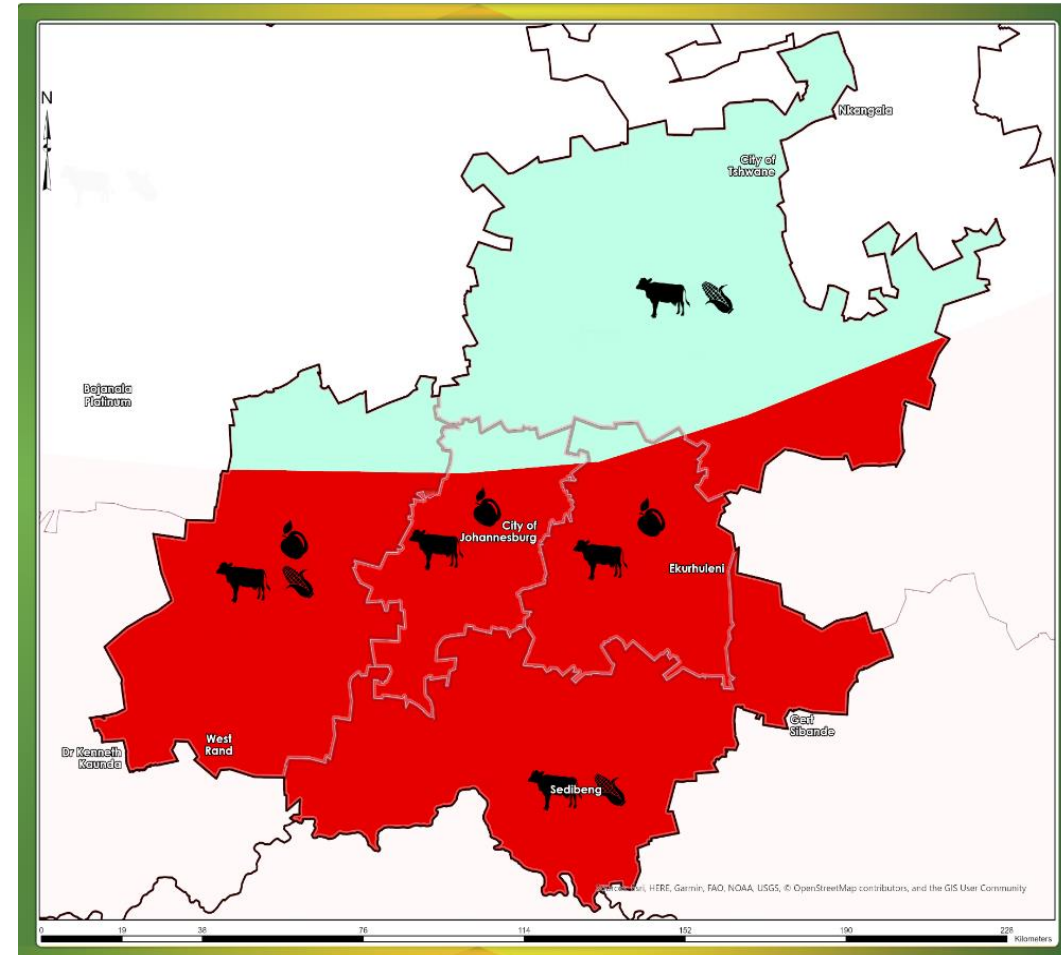 N
Nkangala
City of
Tshwane
Bojanala
Platinum
City of
Johannesburg
Ekurhuleni
West
Rand
Dr Kenneth
Kaunda
Gert
Sibande
Sedibeng
Sources: Esri, HERE, Garmin, FAO, NOAA, USGS, © OpenStreetMap contributors, and the GIS User Community
0 19 38 76 114 152 190 228
Kilometers